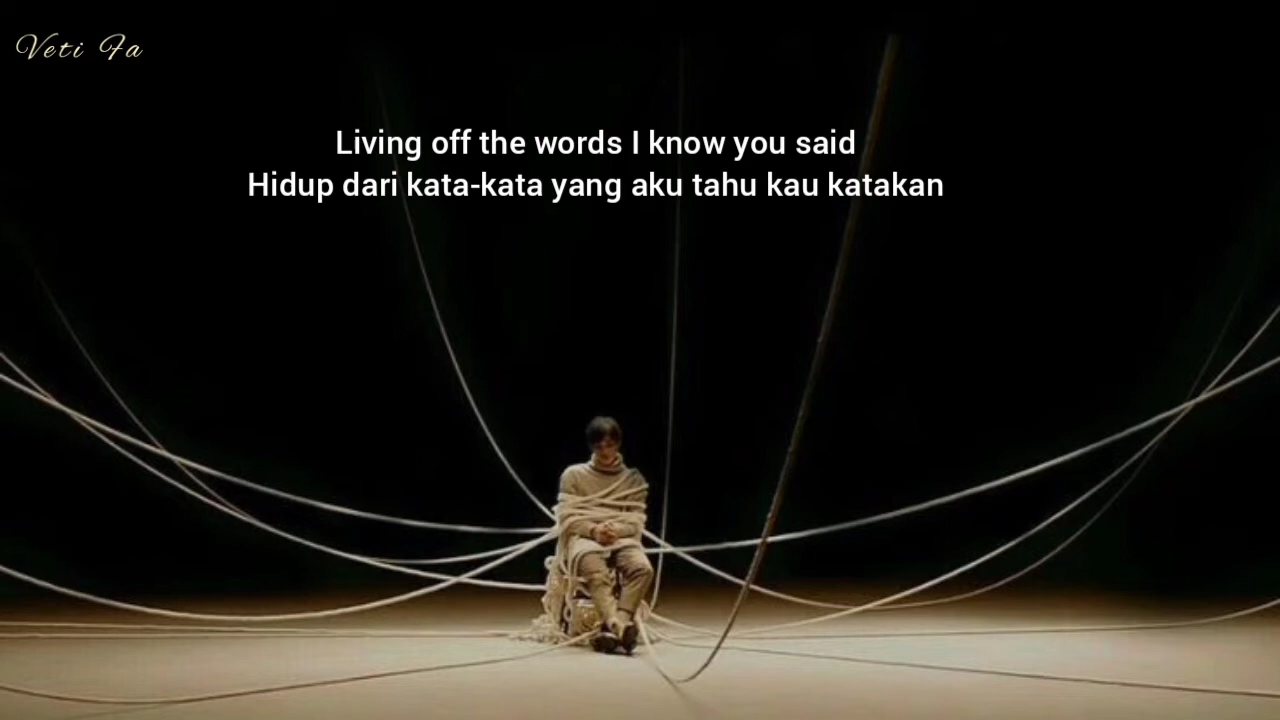 Veti Fa
Living off the words I know you said
Hidup dari kata-kata yang aku tahu kau katakan